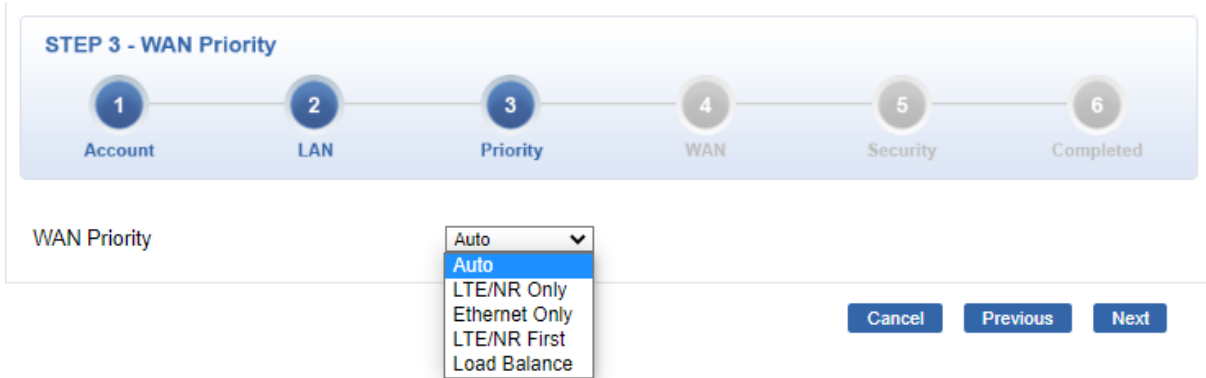 STEP 3 - WAN Priority
1 2 3 4 5 6
Account LAN Priority WAN Security Completed
WAN Priority Auto
Auto
LTE/NR Only
Ethernet Only
LTE/NR First
Load Balance
Cancel Previous Next